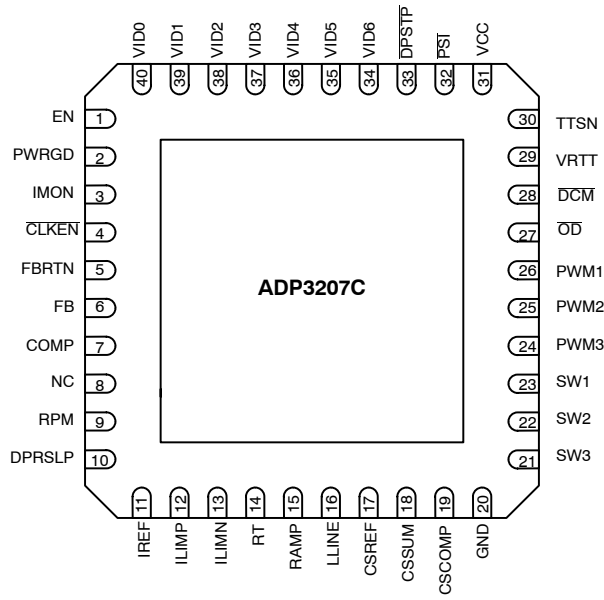 VID0 VID1 VID2 VID3 VID4 VID5 VID6 DPSTP PSI VCC
40 39 38 37 36 35 34 33 32 31
EN 1
PWRGD 2
IMON 3
CLKEN 4
FBRTN 5
FB 6
COMP 7
NC 8
RPM 9
DPRSLP 10
ADP3207C
30 TTSN
29 VRTT
28 DCM
27 OD
26 PWM1
25 PWM2
24 PWM3
23 SW1
22 SW2
21 SW3
11 12 13 14 15 16 17 18 19 20
IREF ILIMP ILIMN RT RAMP LLINE CSREF CSSUM CSCOMP GND